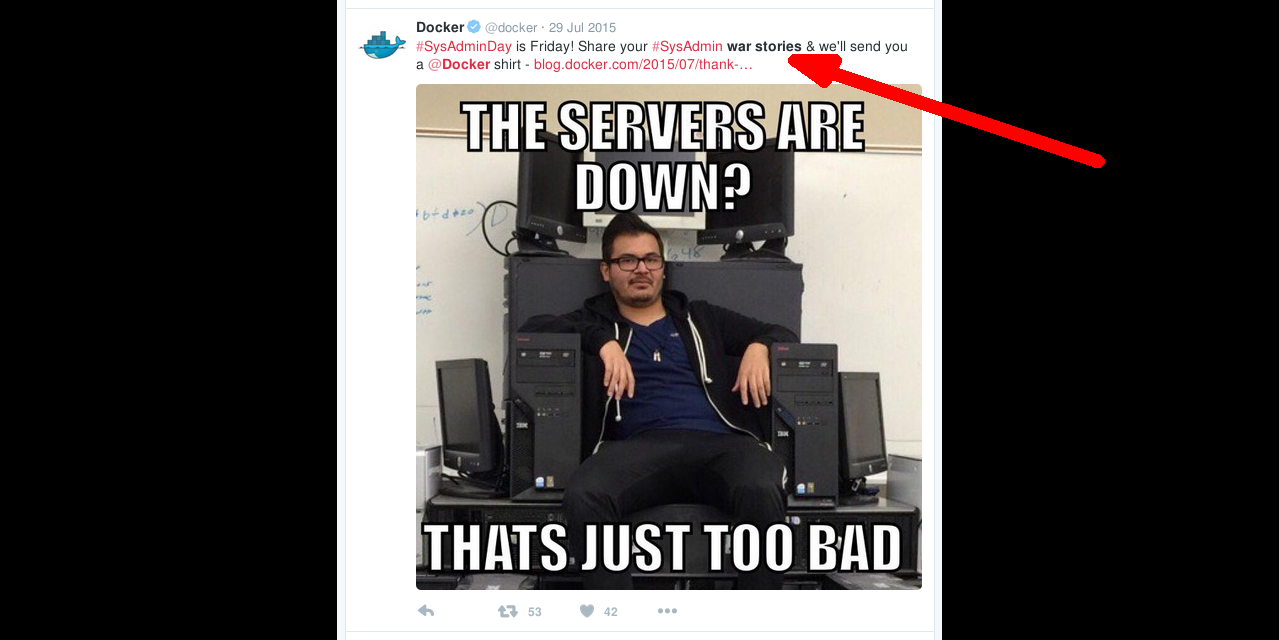 Docker @docker · 29 Jul 2015
#SysAdminDay is Friday! Share your #SysAdmin war stories & we'll send you
a @Docker shirt - blog.docker.com/2015/07/thank-…
THE SERVERS ARE
DOWN?
THATS JUST TOO BAD
53 42